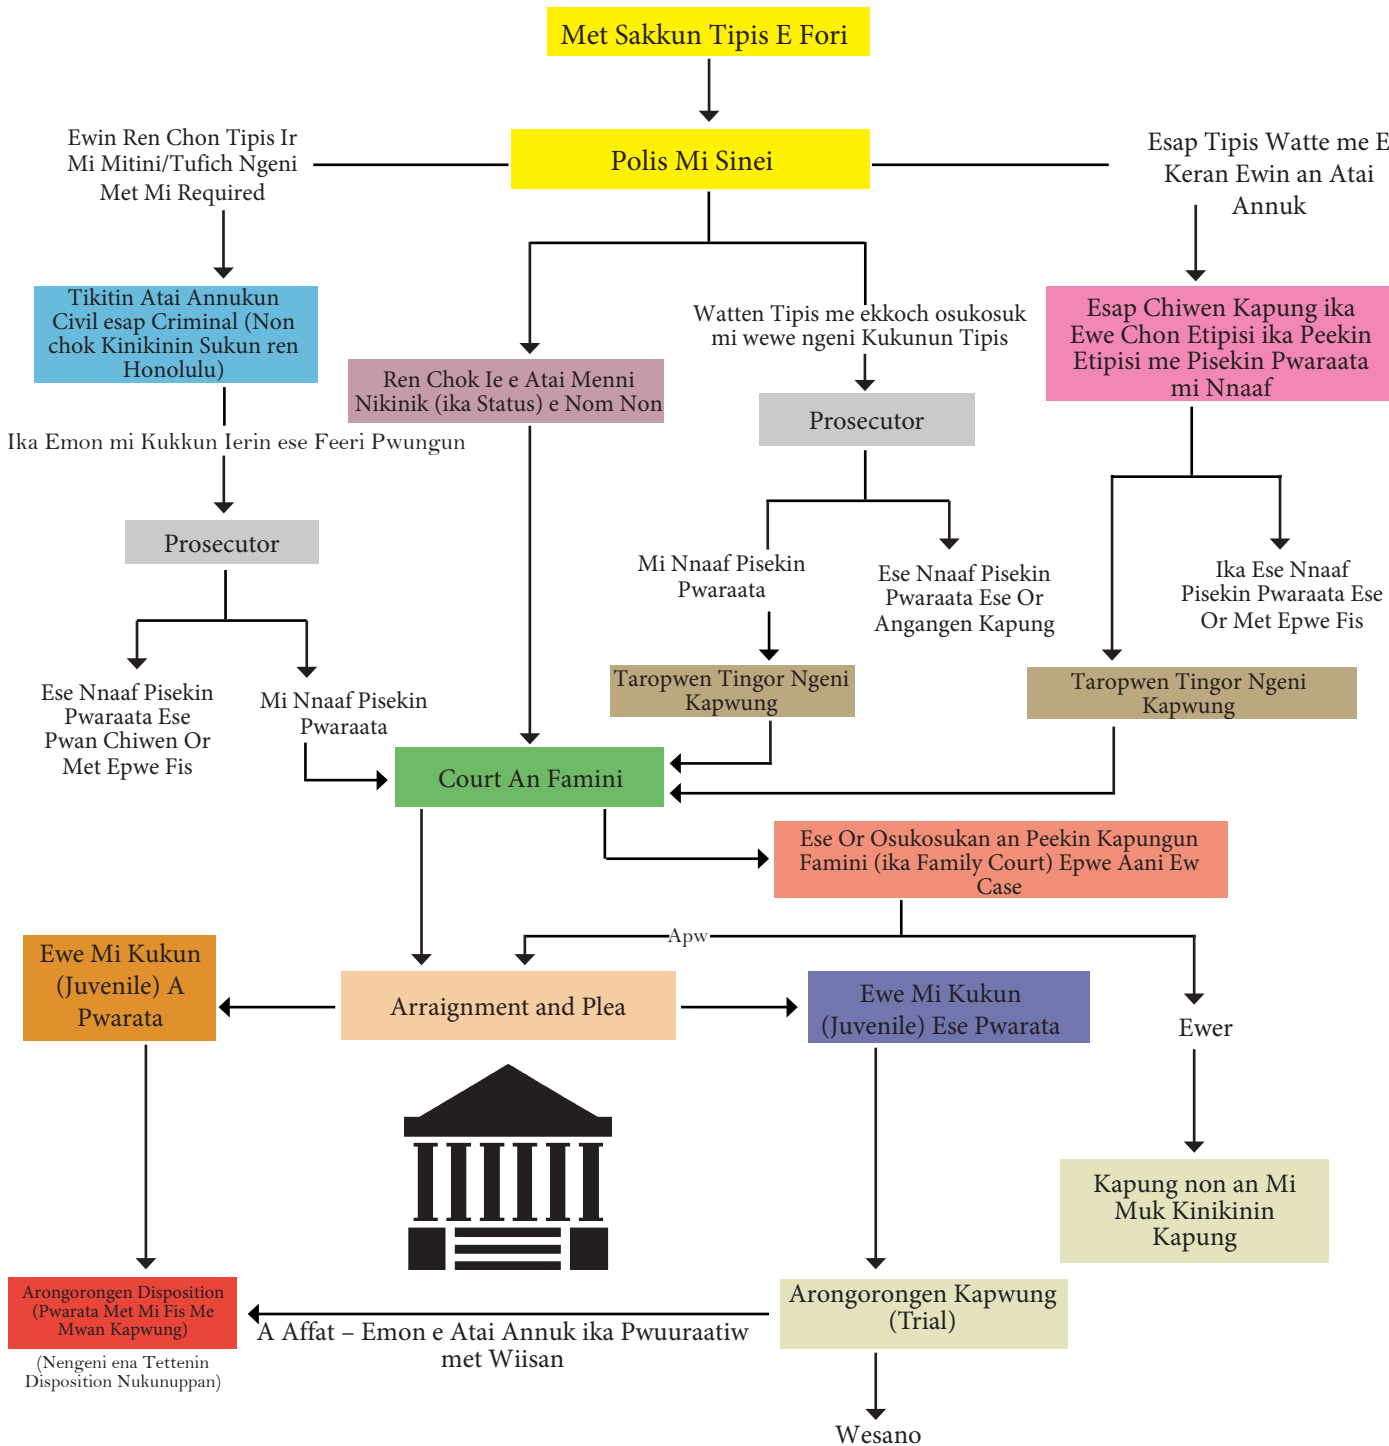 Met Sakkun Tipis E Fori
Ewin Ren Chon Tipis Ir
Mi Mitini/Tufich Ngeni
Met Mi Required
Polis Mi Sinei
Esap Tipis Watte me E
Keran Ewin an Atai
Annuk
Tikitin Atai Annukun
Civil esap Criminal (Non
chok Kinikinin Sukun ren
Honolulu)
Ren Chok Ie e Atai Menni
Nikinik (ika Status) e Nom Non
Watten Tipis me ekkoch osukosuk
mi wewe ngeni Kukunun Tipis
Esap Chiwen Kapung ika
Ewe Chon Etipisi ika Peekin
Etipisi me Pisekin Pwaraata
mi Nnaaf
Ika Emon mi Kukkun Ierin ese Feeri Pwungun
Prosecutor
Prosecutor
Mi Nnaaf Pisekin
Pwaraata
Ese Nnaaf Pisekin
Pwaraata Ese Or
Angangen Kapung
Ika Ese Nnaaf
Pisekin Pwaraata Ese
Or Met Epwe Fis
Ese Nnaaf Pisekin
Pwaraata Ese
Pwan Chiwen Or
Met Epwe Fis
Mi Nnaaf Pisekin
Pwaraata
Taropwen Tingor Ngeni
Kapwung
Taropwen Tingor Ngeni
Kapwung
Court An Famini
Ese Or Osukosukan an Peekin Kapungun
Famini (ika Family Court) Epwe Aani Ew
Case
Apw
Ewe Mi Kukun
(Juvenile) A
Pwarata
Arraignment and Plea
Ewe Mi Kukun
(Juvenile) Ese Pwarata
Ewer
Kapung non an Mi
Muk Kinikinin
Kapung
Arongorongen Disposition
(Pwarata Met Mi Fis Me
Mwan Kapwung)
(Nengeni ena Tettenin
Disposition Nukunuppan)
A Affat – Emon e Atai Annuk ika Pwuuraatiw
met Wiisan
Arongorongen Kapwung
(Trial)
Wesano